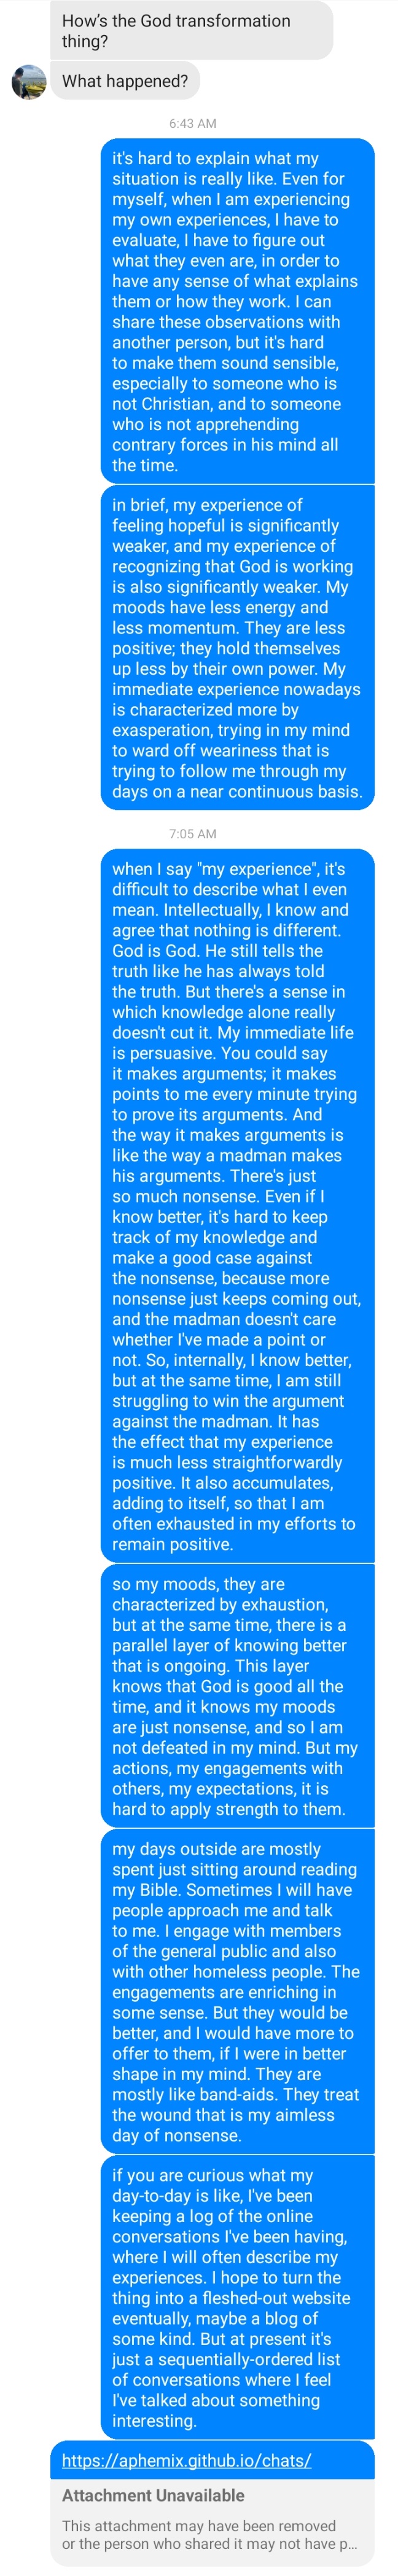 How's the God transformation
thing?
What happened?
6:43 AM
it's hard to explain what my
situation is really like. Even for
myself, when I am experiencing
my own experiences, I have to
evaluate, I have to figure out
what they even are, in order to
have any sense of what explains
them or how they work. I can
share these observations with
another person, but it's hard
to make them sound sensible,
especially to someone who is
not Christian, and to someone
who is not apprehending
contrary forces in his mind all
the time.
in brief, my experience of
feeling hopeful is significantly
weaker, and my experience of
recognizing that God is working
is also significantly weaker. My
moods have less energy and
less momentum. They are less
positive; they hold themselves
up less by their own power. My
immediate experience nowadays
is characterized more by
exasperation, trying in my mind
to ward off weariness that is
trying to follow me through my
days on a near continuous basis.
7:05 AM
when I say "my experience", it's
difficult to describe what I even
mean. Intellectually, I know and
agree that nothing is different.
God is God. He still tells the
truth like he has always told
the truth. But there's a sense in
which knowledge alone really
doesn't cut it. My immediate life
is persuasive. You could say
it makes arguments; it makes
points to me every minute trying
to prove its arguments. And
the way it makes arguments is
like the way a madman makes
his arguments. There's just
so much nonsense. Even if I
know better, it's hard to keep
track of my knowledge and
make a good case against
the nonsense, because more
nonsense just keeps coming out,
and the madman doesn't care
whether I've made a point or
not. So, internally, I know better,
but at the same time, I am still
struggling to win the argument
against the madman. It has
the effect that my experience
is much less straightforwardly
positive. It also accumulates,
adding to itself, so that I am
often exhausted in my efforts to
remain positive.
so my moods, they are
characterized by exhaustion,
but at the same time, there is a
parallel layer of knowing better
that is ongoing. This layer
knows that God is good all the
time, and it knows my moods
are just nonsense, and so I am
not defeated in my mind. But my
actions, my engagements with
others, my expectations, it is
hard to apply strength to them.
my days outside are mostly
spent just sitting around reading
my Bible. Sometimes I will have
people approach me and talk
to me. I engage with members
of the general public and also
with other homeless people. The
engagements are enriching in
some sense. But they would be
better, and I would have more to
offer to them, if I were in better
shape in my mind. They are
mostly like band-aids. They treat
the wound that is my aimless
day of nonsense.
if you are curious what my
day-to-day is like, I've been
keeping a log of the online
conversations I've been having,
where I will often describe my
experiences. I hope to turn the
thing into a fleshed-out website
eventually, maybe a blog of
some kind. But at present it's
just a sequentially-ordered list
of conversations where I feel
I've talked about something
interesting.
https://aphemix.github.io/chats/
Attachment Unavailable
This attachment may have been removed
or the person who shared it may not have p...